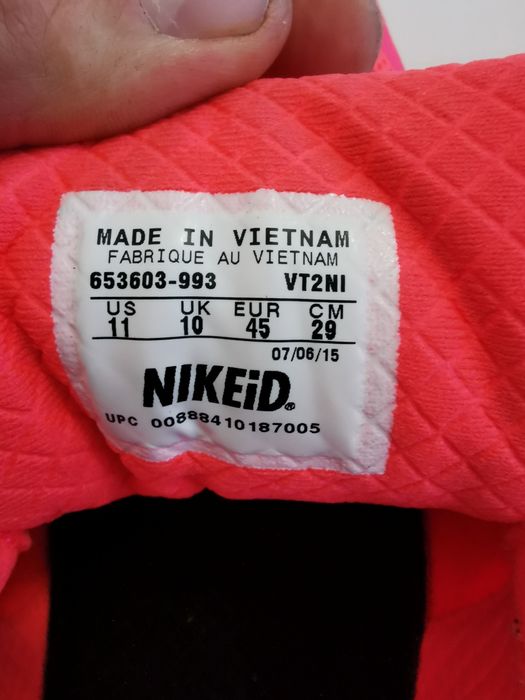 MADE IN VIETNAM
FABRIQUE AU VIETNAM
653603-993 VT2NI
US UK EUR CM
11 10 45 29
07/06/15
NIKEiD®
UPC 00888410187005